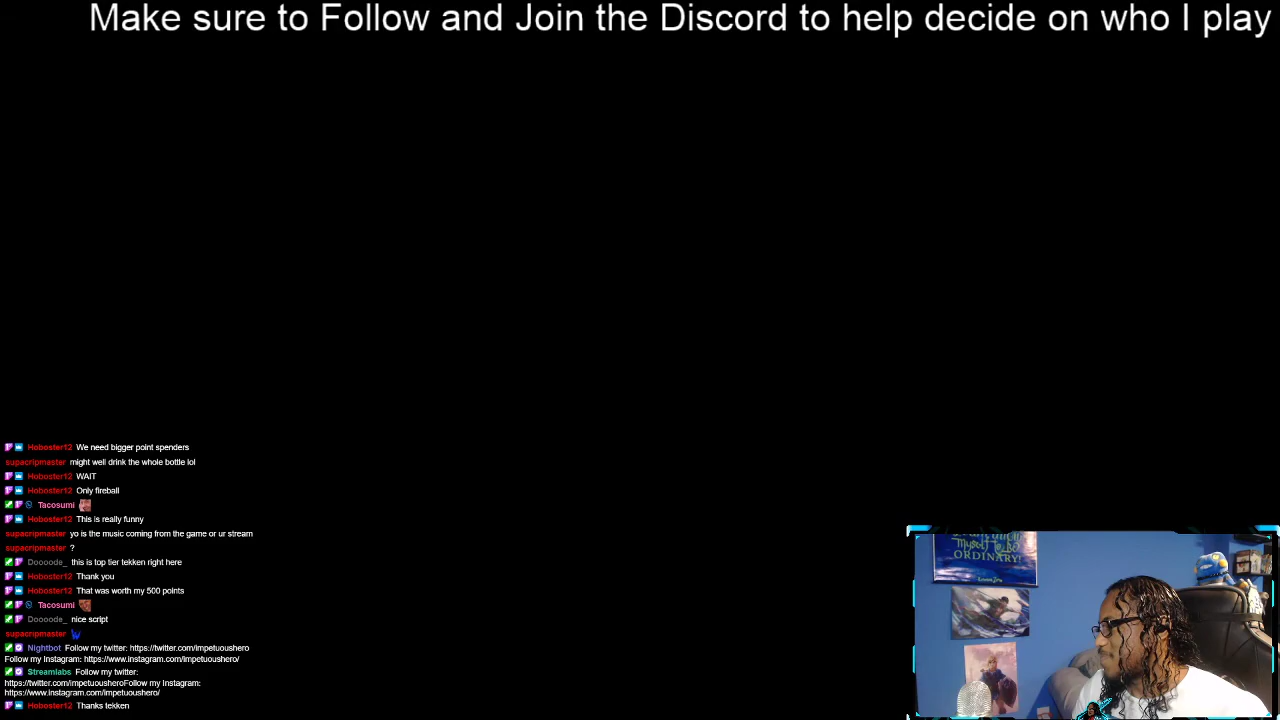 Make sure to Follow and Join the Discord to help decide on who I play
Hoboster12 We need bigger point spenders
supacripmaster might well drink the whole bottle lol
Hoboster12 WAIT
Hoboster12 Only fireball
Tacosumi
Hoboster12 This is really funny
supacripmaster yo is the music coming from the game or ur stream
supacripmaster ?
Doooode_ this is top tier tekken right here
Hoboster12 Thank you
Hoboster12 That was worth my 500 points
Tacosumi
Doooode_ nice script
supacripmaster
Nightbot Follow my twitter: https://twitter.com/impetuoushero
Follow my Instagram: https://www.instagram.com/impetuoushero/
Streamlabs Follow my twitter:
https://twitter.com/impetuousheroFollow my Instagram:
https://www.instagram.com/impetuoushero/
Hoboster12 Thanks tekken
ORDINARY!